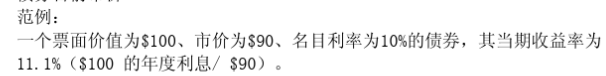 范例：
一个票面价值为$100、市价为$90、名目利率为10%的债券，其当期收益率为
11.1%（$100 的年度利息/ $90）。